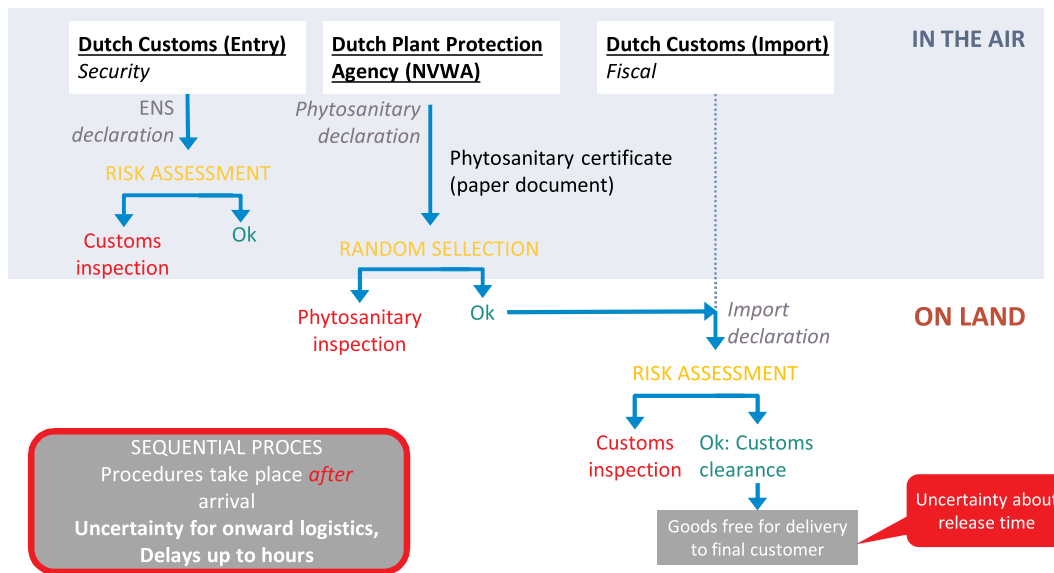 Dutch Customs (Entry)
Security
Dutch Plant Protection
Agency (NVWA)
Dutch Customs (Import)
Fiscal
IN THE AIR
ENS
declaration
Phytosanitary
declaration
Phytosanitary certificate
(paper document)
RISK ASSESSMENT
Customs
inspection
Ok
RANDOM SELLECTION
Phytosanitary
inspection
Ok
Import
declaration
ON LAND
RISK ASSESSMENT
Customs
inspection
Ok: Customs
clearance
SEQUENTIAL PROCES
Procedures take place after
arrival
Uncertainty for onward logistics,
Delays up to hours
Goods free for delivery
to final customer
Uncertainty about
release time